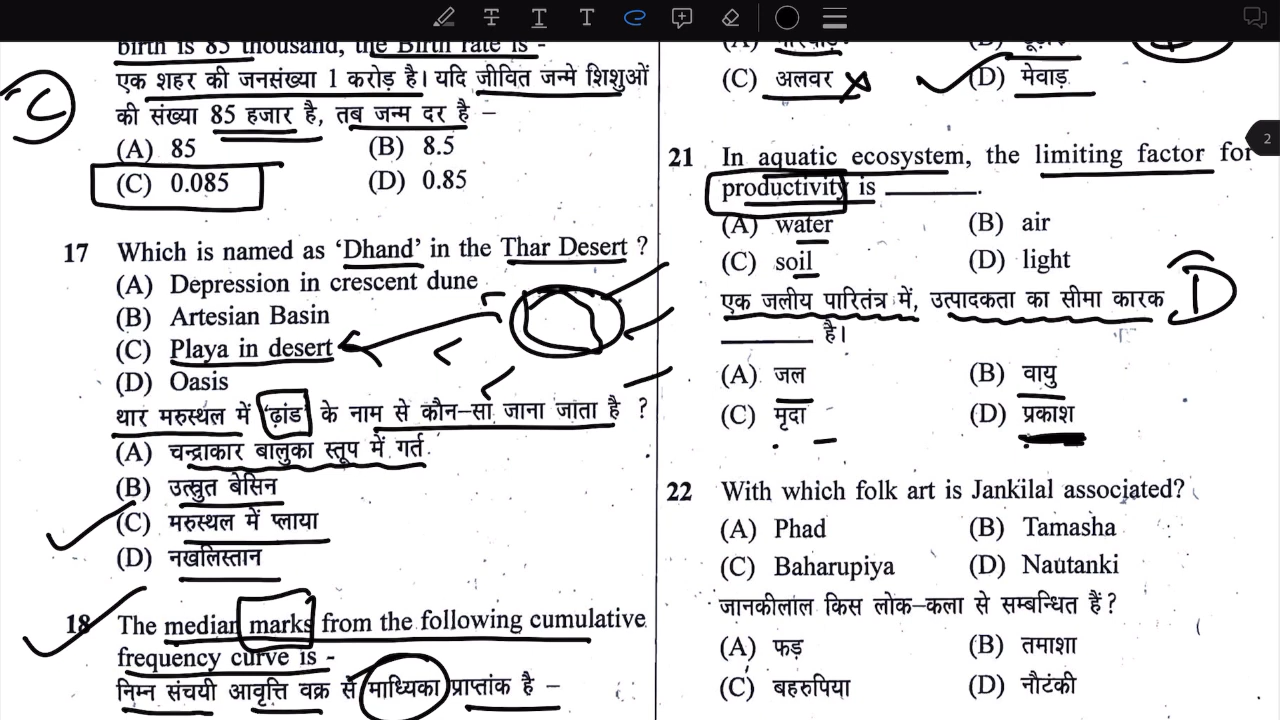 birth is 85 thousand, the Birth rate is -
एक शहर की जनसंख्या 1 करोड़ है। यदि जीवित जन्मे शिशुओं
की संख्या 85 हजार है, तब जन्म दर है –
(A) 85 (B) 8.5
(C) 0.085 (D) 0.85
17 Which is named as 'Dhand' in the Thar Desert ?
(A) Depression in crescent dune
(B) Artesian Basin
(C) Playa in desert
(D) Oasis
थार मरुस्थल में 'ढ़ांड' के नाम से कौन–सा जाना जाता है ?
(A) चन्द्राकार बालुका स्तूप में गर्त
(B) उत्स्रुत बेसिन
(C) मरुस्थल में प्लाया
(D) नखलिस्तान
18 The median marks from the following cumulative
frequency curve is -
निम्न संचयी आवृत्ति वक्र से माध्यिका प्राप्तांक है –
C
(C) अलवर (D) मेवाड़
2
21 In aquatic ecosystem, the limiting factor for
productivity is ________.
(A) water (B) air
(C) soil (D) light
एक जलीय पारितंत्र में, उत्पादकता का सीमा कारक
________ है।
D
(A) जल (B) वायु
(C) मृदा (D) प्रकाश
22 With which folk art is Jankilal associated?
(A) Phad (B) Tamasha
(C) Baharupiya (D) Nautanki
जानकीलाल किस लोक–कला से सम्बन्धित हैं ?
(A) फड़ (B) तमाशा
(C) बहरुपिया (D) नौटंकी